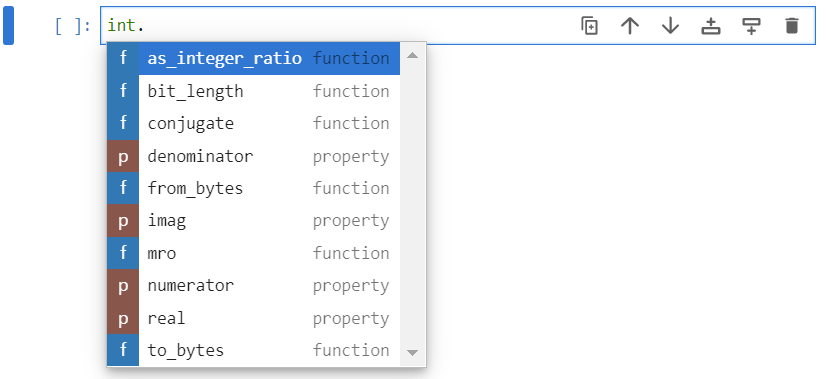 [ ]: int.
f as_integer_ratio function
f bit_length function
f conjugate function
p denominator property
f from_bytes function
p imag property
f mro function
p numerator property
p real property
f to_bytes function